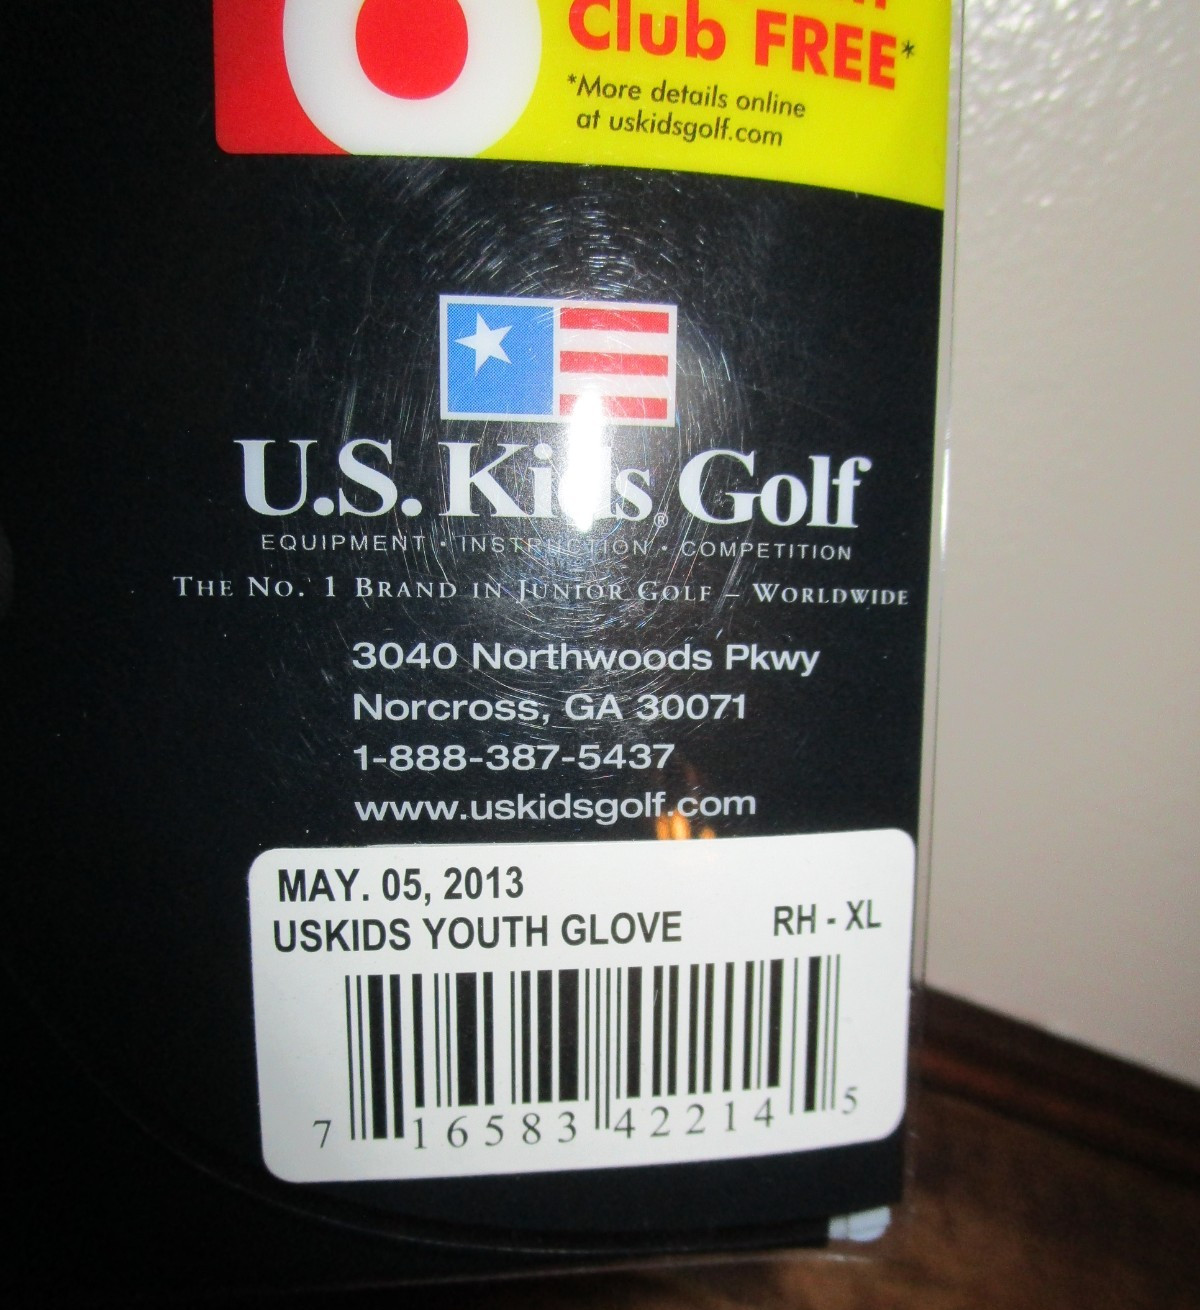 Club FREE*
*More details online
at uskidsgolf.com
U.S. Kids® Golf
EQUIPMENT • INSTRUCTION • COMPETITION
THE NO. 1 BRAND IN JUNIOR GOLF – WORLDWIDE
3040 Northwoods Pkwy
Norcross, GA 30071
1-888-387-5437
www.uskidsgolf.com
MAY. 05, 2013
USKIDS YOUTH GLOVE RH - XL
7 16583 42214 5